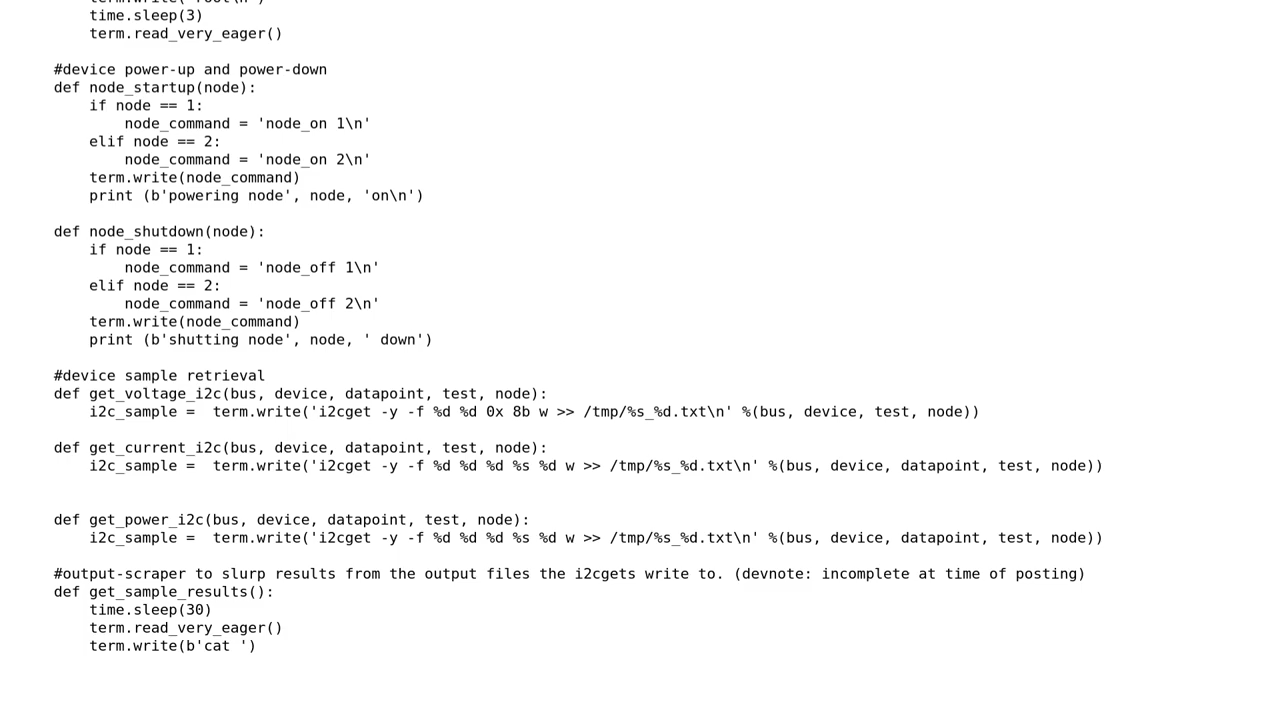 time.sleep(3)
term.read_very_eager()
#device power-up and power-down
def node_startup(node):
if node == 1:
node_command = 'node_on 1\n'
elif node == 2:
node_command = 'node_on 2\n'
term.write(node_command)
print (b'powering node', node, 'on\n')
def node_shutdown(node):
if node == 1:
node_command = 'node_off 1\n'
elif node == 2:
node_command = 'node_off 2\n'
term.write(node_command)
print (b'shutting node', node, ' down')
#device sample retrieval
def get_voltage_i2c(bus, device, datapoint, test, node):
i2c_sample =  term.write('i2cget -y -f %d %d 0x 8b w >> /tmp/%s_%d.txt\n' %(bus, device, test, node))
def get_current_i2c(bus, device, datapoint, test, node):
i2c_sample =  term.write('i2cget -y -f %d %d %d %s %d w >> /tmp/%s_%d.txt\n' %(bus, device, datapoint, test, node))
def get_power_i2c(bus, device, datapoint, test, node):
i2c_sample =  term.write('i2cget -y -f %d %d %d %s %d w >> /tmp/%s_%d.txt\n' %(bus, device, datapoint, test, node))
#output-scraper to slurp results from the output files the i2cgets write to. (devnote: incomplete at time of posting)
def get_sample_results():
time.sleep(30)
term.read_very_eager()
term.write(b'cat ')